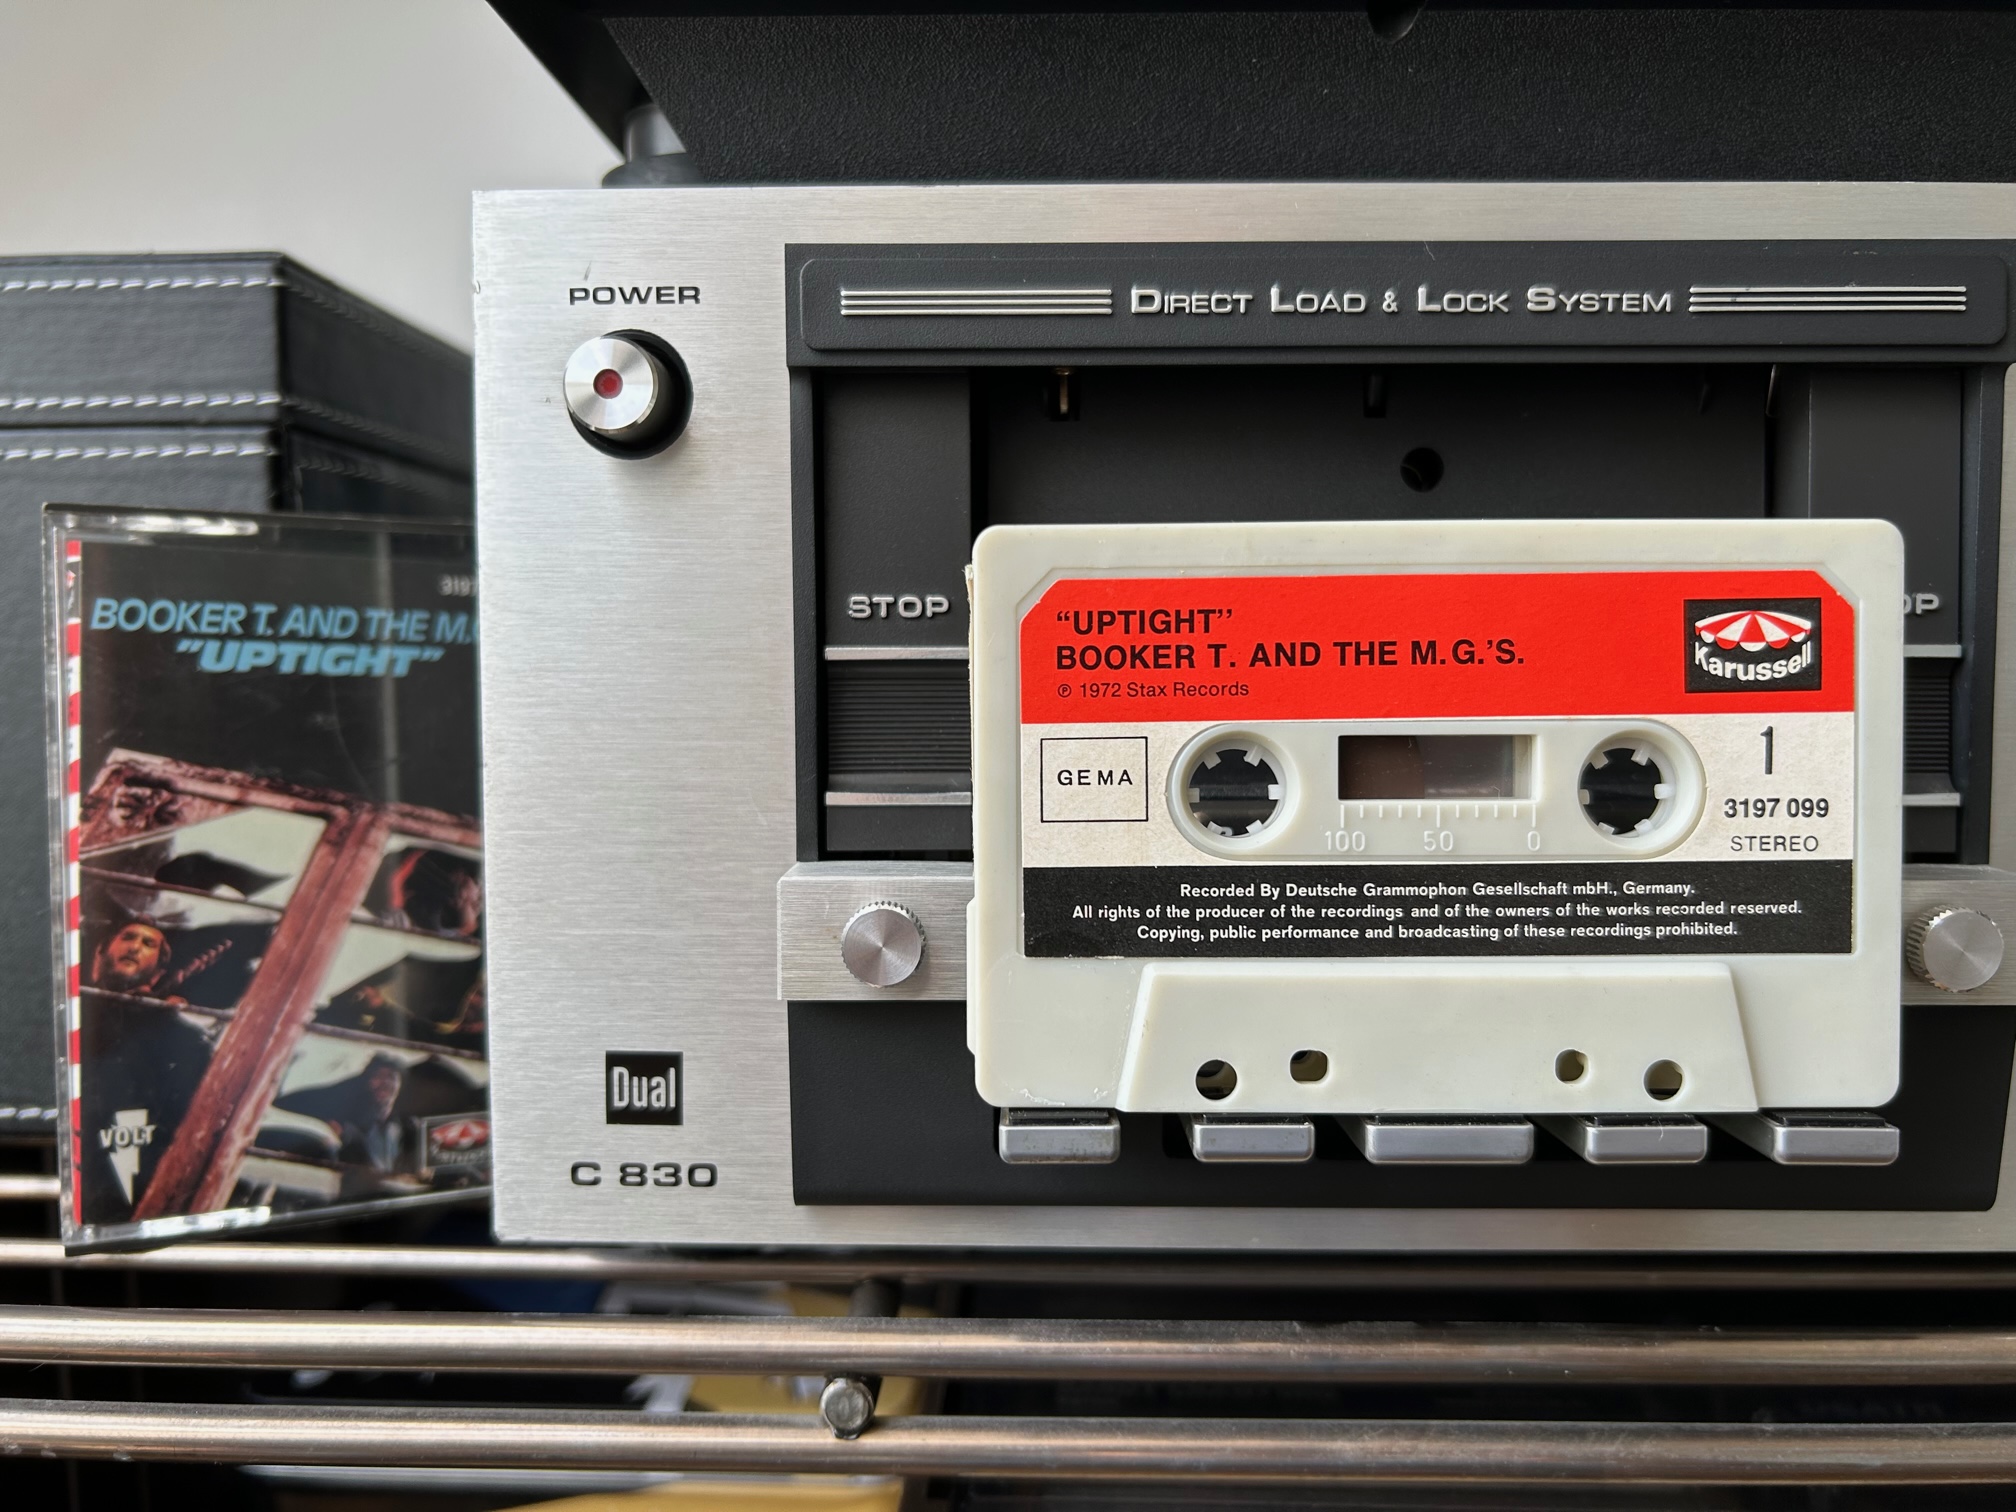 POWER
DIRECT LOAD & LOCK SYSTEM
STOP
BOOKER T. AND THE M.
"UPTIGHT"
VOLT
"UPTIGHT"
BOOKER T. AND THE M.G.'S.
℗ 1972 Stax Records
Karussell
GEMA
1
3197 099
STEREO
100 50 0
Recorded By Deutsche Grammophon Gesellschaft mbH., Germany.
All rights of the producer of the recordings and of the owners of the works recorded reserved.
Copying, public performance and broadcasting of these recordings prohibited.
Dual
C 830